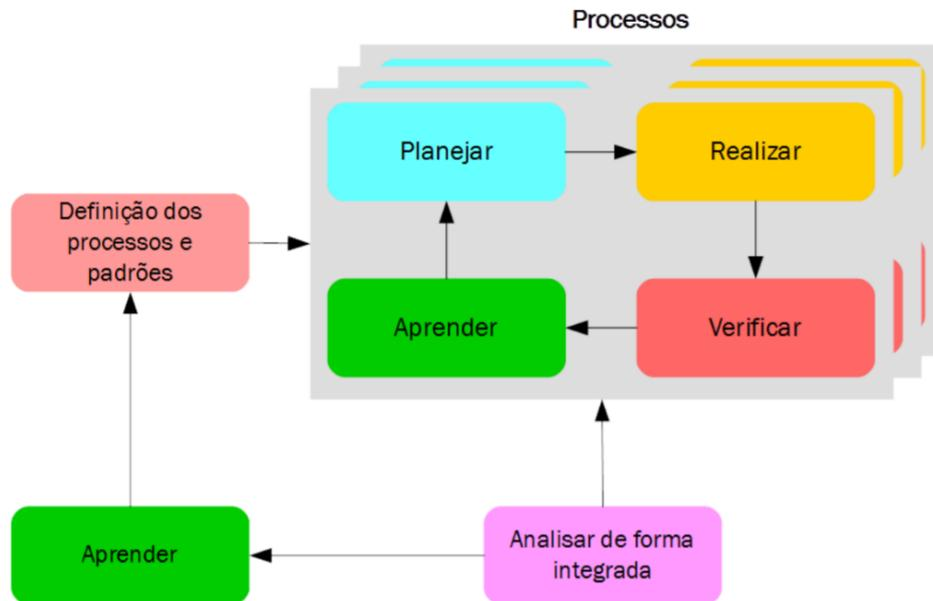 Processos
Planejar
Realizar
Definição dos
processos e
padrões
Aprender
Verificar
Aprender
Analisar de forma
integrada